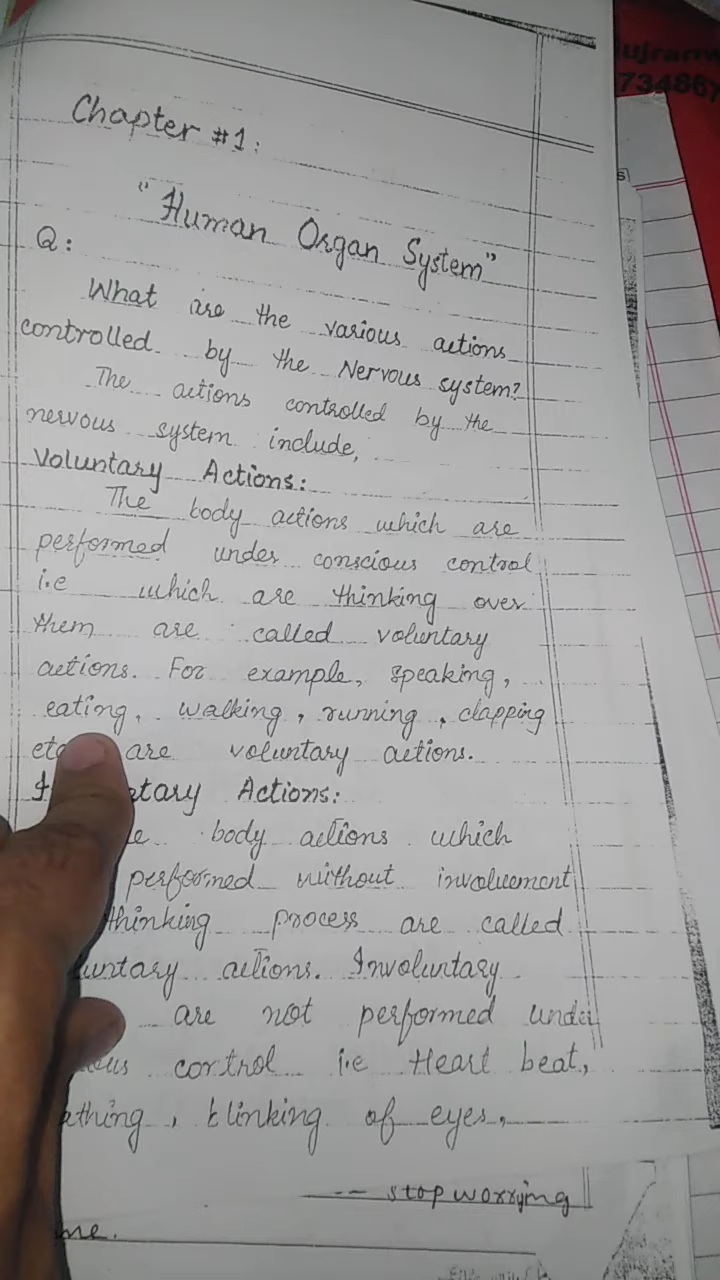 Chapter #1:
"Human Organ System"
Q:
What are the various actions
controlled by the Nervous system?
The actions controlled by the
nervous system include,
Voluntary Actions:
The body actions which are
performed under conscious control
i.e which are thinking over
them are called voluntary
actions. For example, speaking,
eating, walking, running, clapping
etc are voluntary actions.
Actions:
body actions which
performed without involvement
thinking process are called
actions. Involuntary
are not performed under
control i.e Heart beat,
blinking of eyes,
-- stop worrying
734867